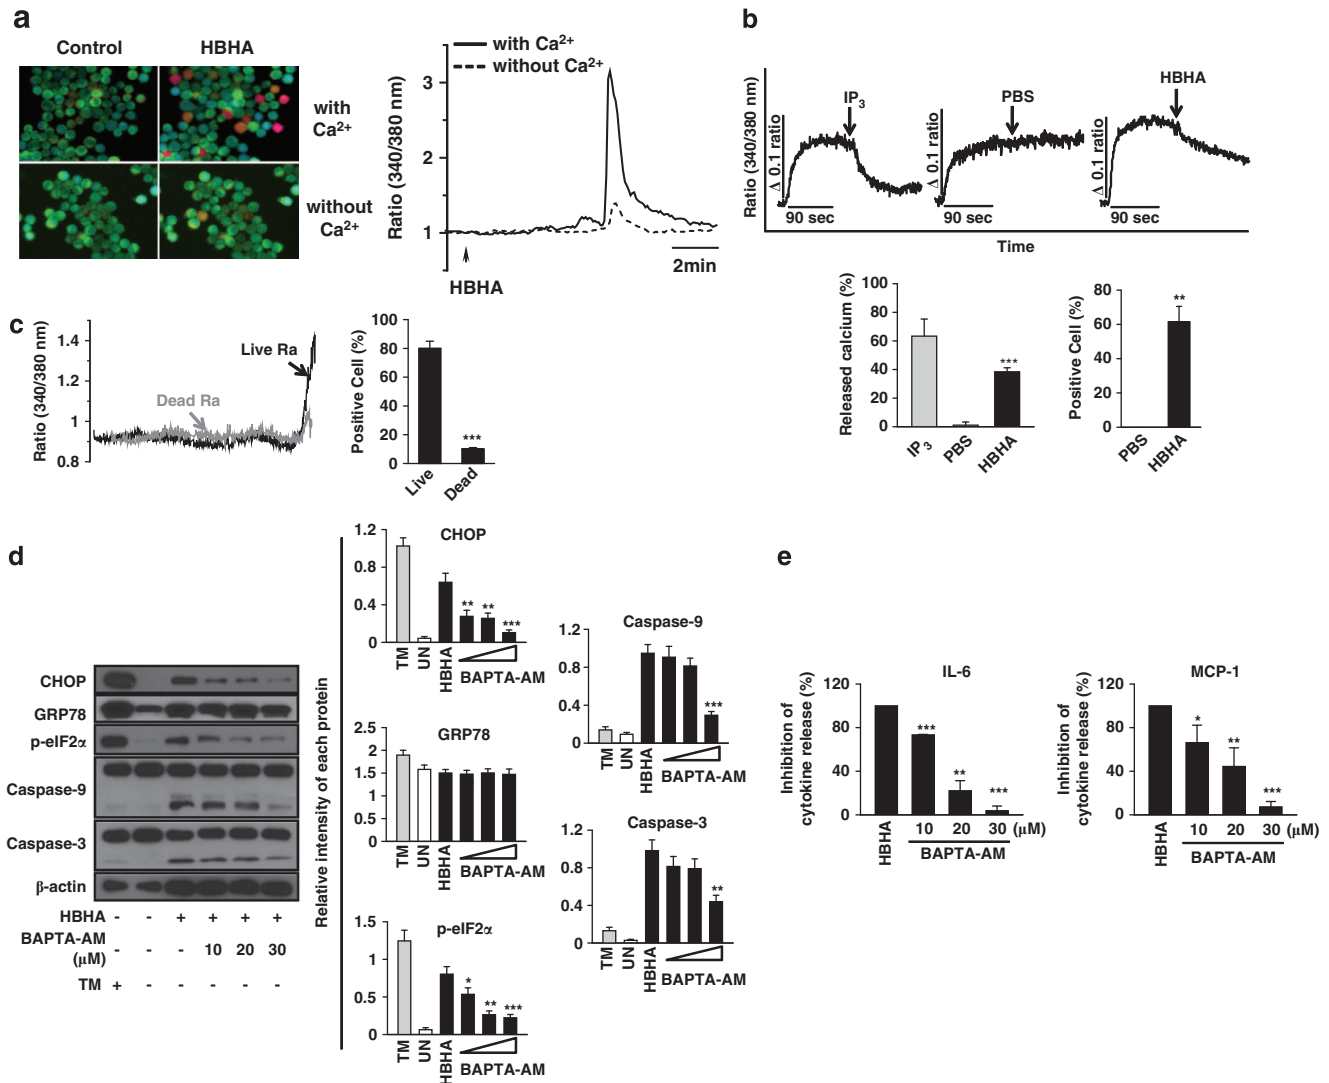 a
Control
HBHA
with
Ca2+
without
Ca2+
Ratio (340/380 nm)
3
2
1
with Ca2+
without Ca2+
HBHA
2min
b
Ratio (340/380 nm)
Δ 0.1 ratio
90 sec
IP3
Δ 0.1 ratio
90 sec
PBS
Δ 0.1 ratio
90 sec
HBHA
Time
Released calcium (%)
100
80
60
40
20
0
***
IP3
PBS
HBHA
Positive Cell (%)
80
60
40
20
0
**
PBS
HBHA
c
Ratio (340/380 nm)
1.4
1.2
1
0.8
Live Ra
Dead Ra
Positive Cell (%)
100
80
60
40
20
0
***
Live
Dead
d
CHOP
GRP78
p-eIF2α
Caspase-9
Caspase-3
β-actin
HBHA - - + + + +
BAPTA-AM (μM) - - - 10 20 30
TM + - - - - -
Relative intensity of each protein
CHOP
1.2
0.8
0.4
0
** ** ***
TM UN HBHA BAPTA-AM
GRP78
2.5
2
1.5
1
0.5
0
TM UN HBHA BAPTA-AM
p-eIF2α
1.5
1
0.5
0
* ** ***
TM UN HBHA BAPTA-AM
Caspase-9
1.2
0.8
0.4
0
***
TM UN HBHA BAPTA-AM
Caspase-3
1.2
0.8
0.4
0
**
TM UN HBHA BAPTA-AM
e
IL-6
Inhibition of
cytokine release (%)
120
80
40
0
*** ** ***
HBHA 10 20 30 (μM)
BAPTA-AM
MCP-1
Inhibition of
cytokine release (%)
120
80
40
0
* ** ***
HBHA 10 20 30 (μM)
BAPTA-AM